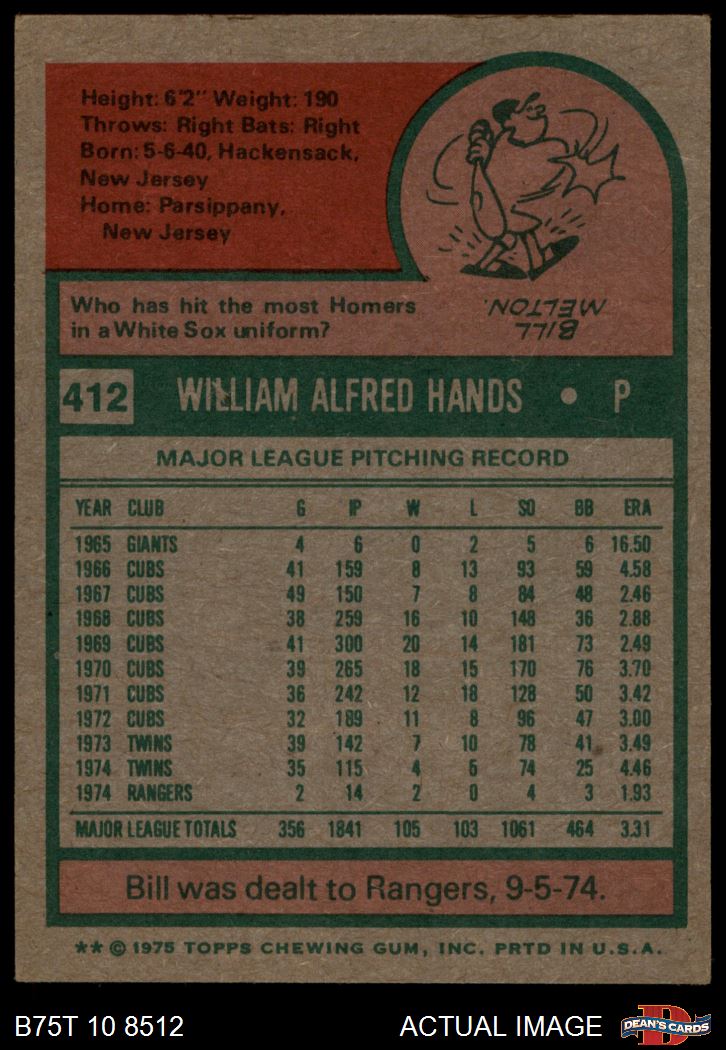 Height: 6'2" Weight: 190
Throws: Right Bats: Right
Born: 5-6-40, Hackensack,
New Jersey
Home: Parsippany,
New Jersey
Who has hit the most Homers
in a White Sox uniform?
BILL
MELTON.
412 WILLIAM ALFRED HANDS • P
MAJOR LEAGUE PITCHING RECORD
YEAR CLUB G IP W L SO BB ERA
1965 GIANTS 4 6 0 2 5 6 16.50
1966 CUBS 41 159 8 13 93 59 4.58
1967 CUBS 49 150 7 8 84 48 2.46
1968 CUBS 38 259 16 10 148 36 2.88
1969 CUBS 41 300 20 14 181 73 2.49
1970 CUBS 39 265 18 15 170 76 3.70
1971 CUBS 36 242 12 18 128 50 3.42
1972 CUBS 32 189 11 8 96 47 3.00
1973 TWINS 39 142 7 10 78 41 3.49
1974 TWINS 35 115 4 5 74 25 4.46
1974 RANGERS 2 14 2 0 4 3 1.93
MAJOR LEAGUE TOTALS 356 1841 105 103 1061 464 3.31
Bill was dealt to Rangers, 9-5-74.
** © 1975 TOPPS CHEWING GUM, INC. PRTD IN U.S.A.
B75T 10 8512 ACTUAL IMAGE D DEAN'S CARDS